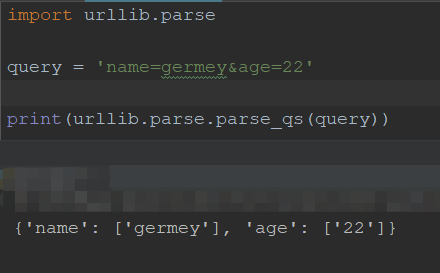 import urllib.parse
query = 'name=germey&age=22'
print(urllib.parse.parse_qs(query))
{'name': ['germey'], 'age': ['22']}